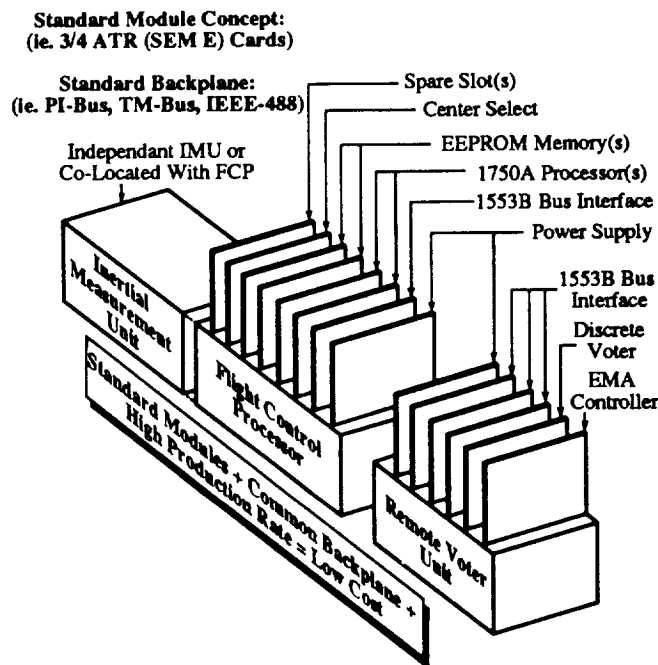 Standard Module Concept:
(ie. 3/4 ATR (SEM E) Cards)
Standard Backplane:
(ie. PI-Bus, TM-Bus, IEEE-488)
Independant IMU or
Co-Located With FCP
Spare Slot(s)
Center Select
EEPROM Memory(s)
1750A Processor(s)
1553B Bus Interface
Power Supply
1553B Bus
Interface
Discrete
Voter
EMA
Controller
Inertial
Measurement
Unit
Flight Control
Processor
Remote Voter
Unit
Standard Modules + Common Backplane +
High Production Rate = Low
Cost